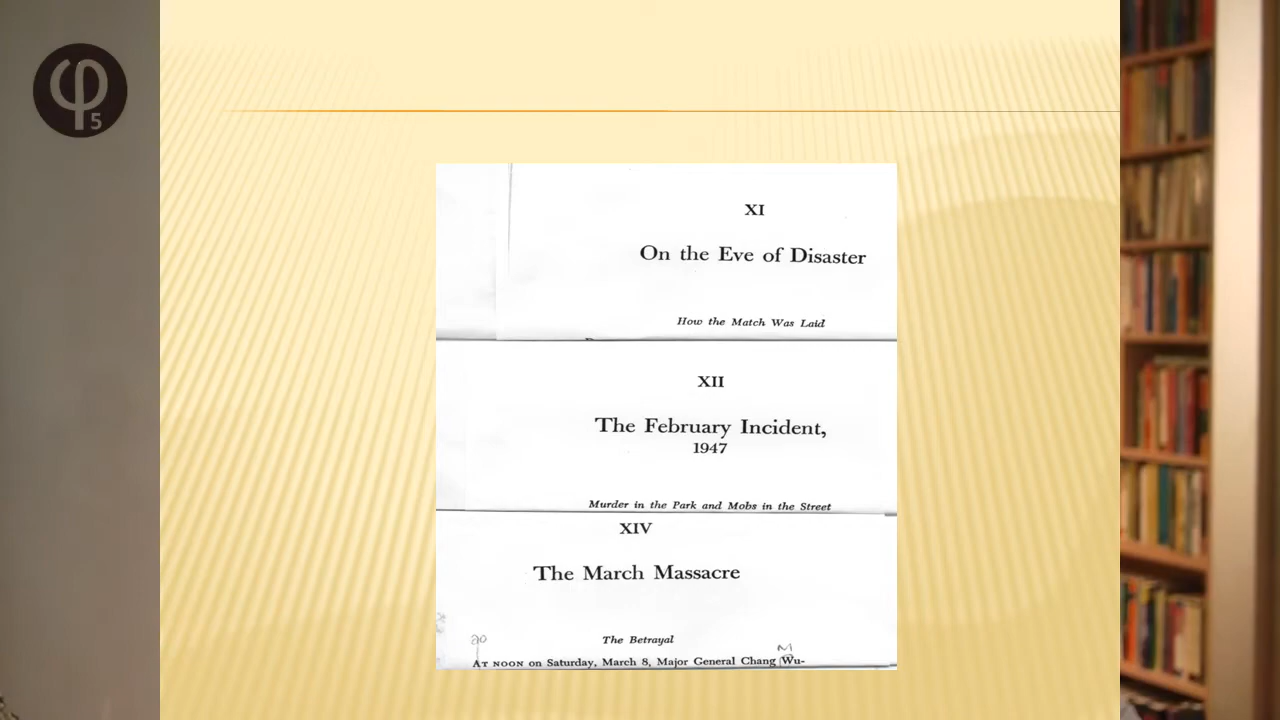 φ5
XI
On the Eve of Disaster
How the Match Was Laid
XII
The February Incident,
1947
Murder in the Park and Mobs in the Street
XIV
The March Massacre
The Betrayal
20
M
AT NOON on Saturday, March 8, Major General Chang Wu-